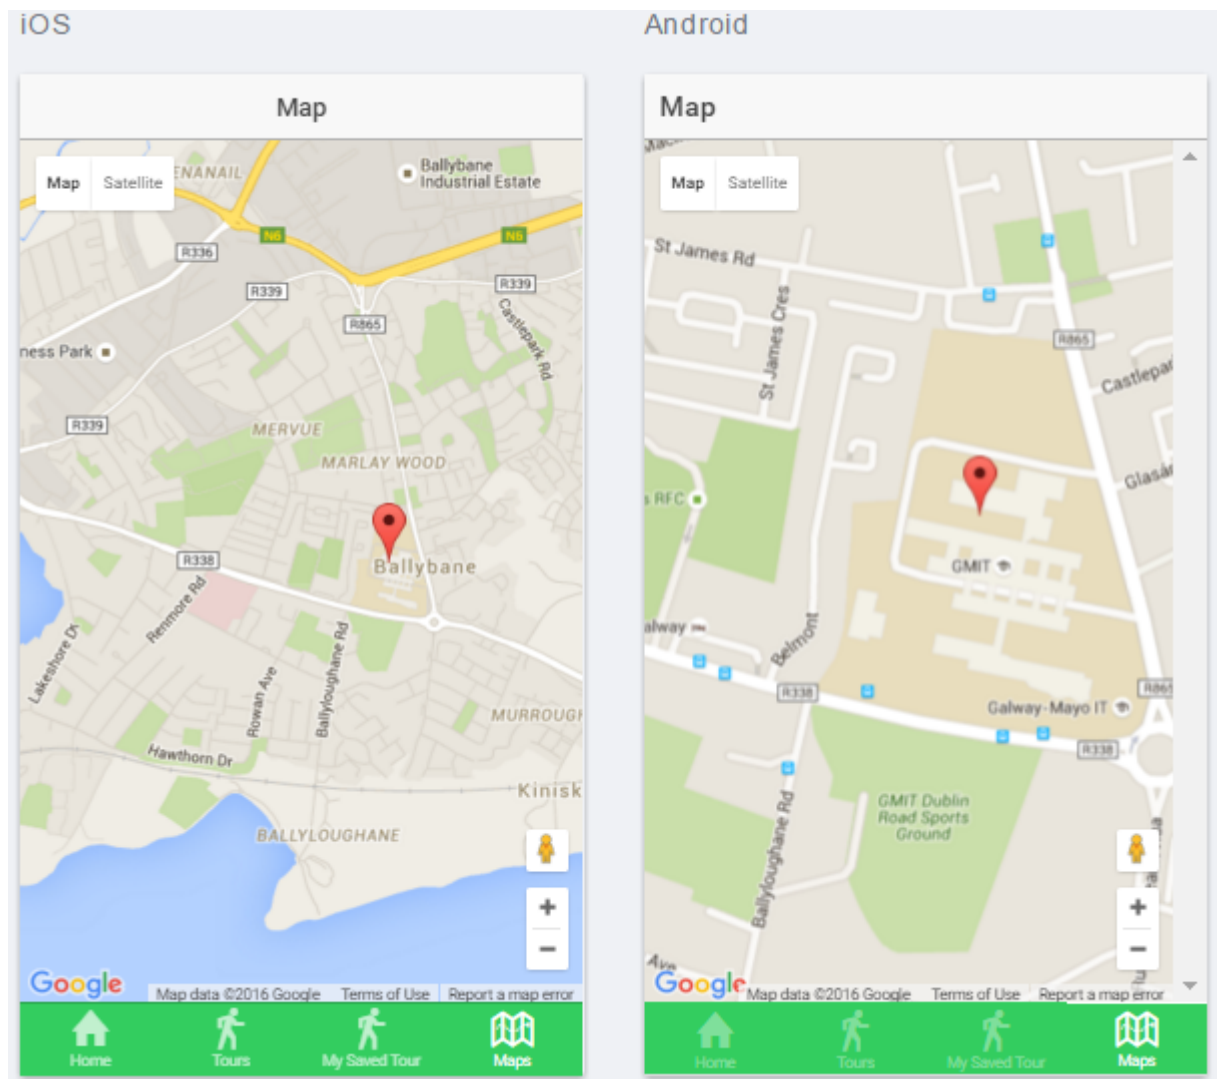 iOS
Map
Map Satellite
ENANAIL
Ballybane
Industrial Estate
N6
N6
R336
R339
R339
R865
Castlepark Rd
ness Park
R339
MERVUE
MARLAY WOOD
R338
Ballybane
Renmore Rd
Lakeshore Dr
Rowan Ave
Ballyloughane Rd
MURROUGH
Hawthorn Dr
Kinisk
BALLYLOUGHANE
+
−
Google
Map data ©2016 Google Terms of Use Report a map error
Home Tours My Saved Tour Maps
Android
Map
Map Satellite
St James Rd
St James Cres
R865
Castlepar
Glasán
s RFC
GMIT
alway
Belmont
R338
R865
Galway-Mayo IT
R338
GMIT Dublin
Road Sports
Ground
Ballyloughane Rd
Ave
+
−
Google
Map data ©2016 Google Terms of Use Report a map error
Home Tours My Saved Tour Maps